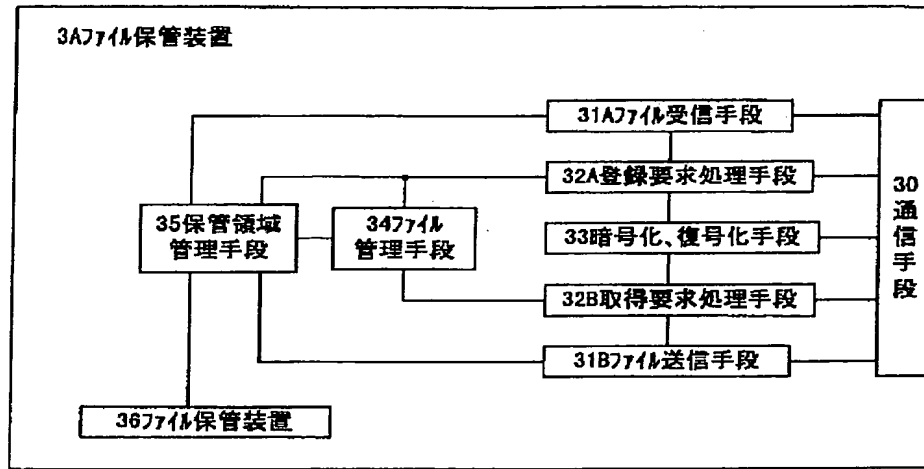 3Aファイル保管装置
31Aファイル受信手段
32A登録要求処理手段
30
通
信
手
段
35保管領域
管理手段
34ファイル
管理手段
33暗号化、復号化手段
32B取得要求処理手段
31Bファイル送信手段
36ファイル保管装置